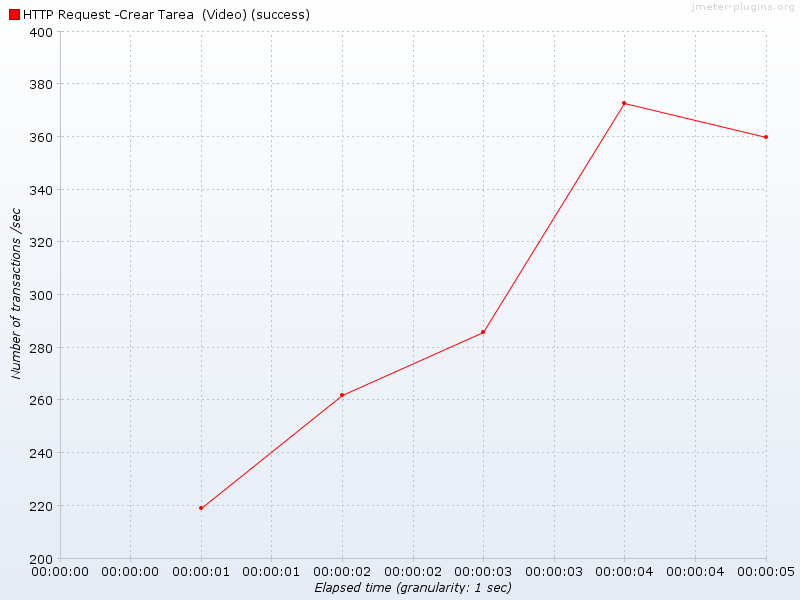 jmeter-plugins.org
HTTP Request -Crear Tarea  (Video) (success)
400
380
360
340
320
300
280
260
240
220
200
Number of transactions /sec
00:00:00 00:00:00 00:00:01 00:00:01 00:00:02 00:00:02 00:00:03 00:00:03 00:00:04 00:00:04 00:00:05
Elapsed time (granularity: 1 sec)